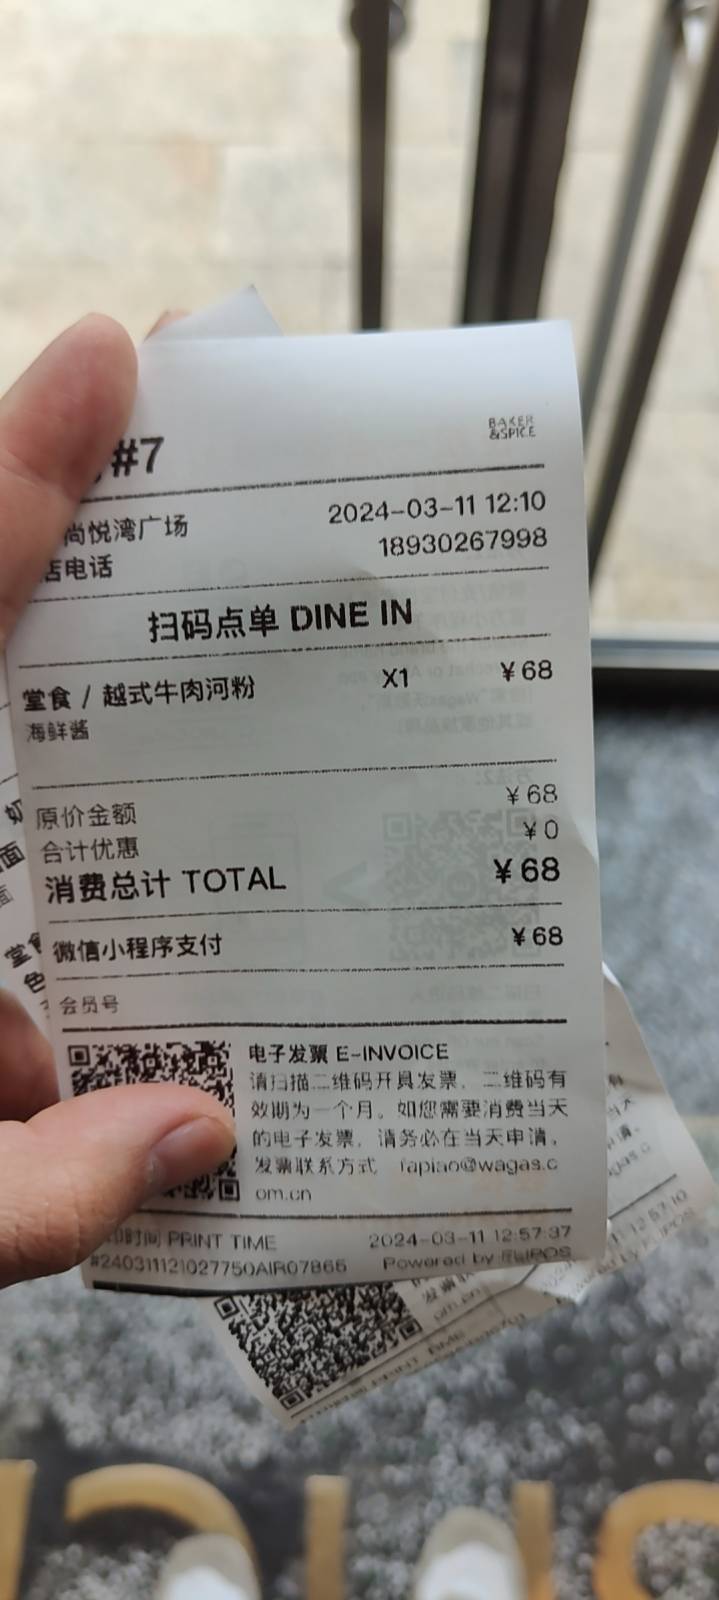 BAKER
&SPICE
#7
尚悦湾广场 2024-03-11 12:10
店电话 18930267998
扫码点单 DINE IN
堂食 / 越式牛肉河粉 X1 ¥68
海鲜酱
原价金额 ¥68
合计优惠 ¥0
消费总计 TOTAL ¥68
微信小程序支付 ¥68
会员号
电子发票 E-INVOICE
请扫描二维码开具发票，二维码有
效期为一个月。如您需要消费当天
的电子发票，请务必在当天申请。
发票联系方式 fapiao@wagas.c
om.cn
时间 PRINT TIME 2024-03-11 12:57:37
#240311121027750AIR07865 Powered by